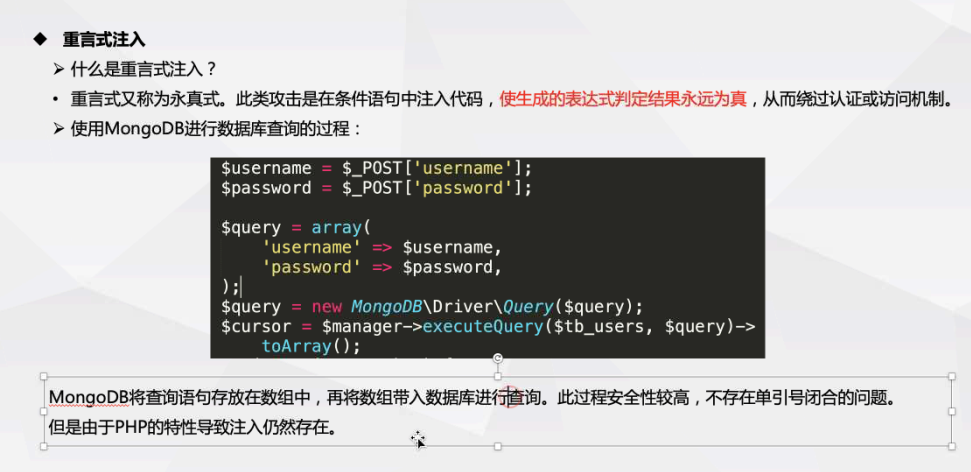 ◆ 重言式注入
➢ 什么是重言式注入？
• 重言式又称为永真式。此类攻击是在条件语句中注入代码，使生成的表达式判定结果永远为真，从而绕过认证或访问机制。
➢ 使用MongoDB进行数据库查询的过程：
$username = $_POST['username'];
$password = $_POST['password'];
$query = array(
'username' => $username,
'password' => $password,
);
$query = new MongoDB\Driver\Query($query);
$cursor = $manager->executeQuery($tb_users, $query)->
toArray();
MongoDB将查询语句存放在数组中，再将数组带入数据库进行查询。此过程安全性较高，不存在单引号闭合的问题。
但是由于PHP的特性导致注入仍然存在。